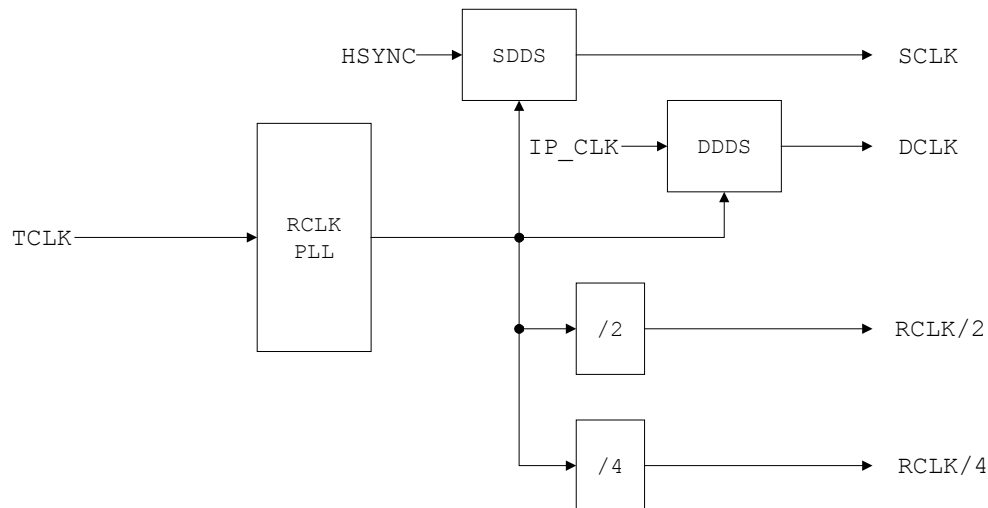 HSYNC
SDDS
SCLK
IP_CLK
DDDS
DCLK
TCLK
RCLK
PLL
/2
RCLK/2
/4
RCLK/4